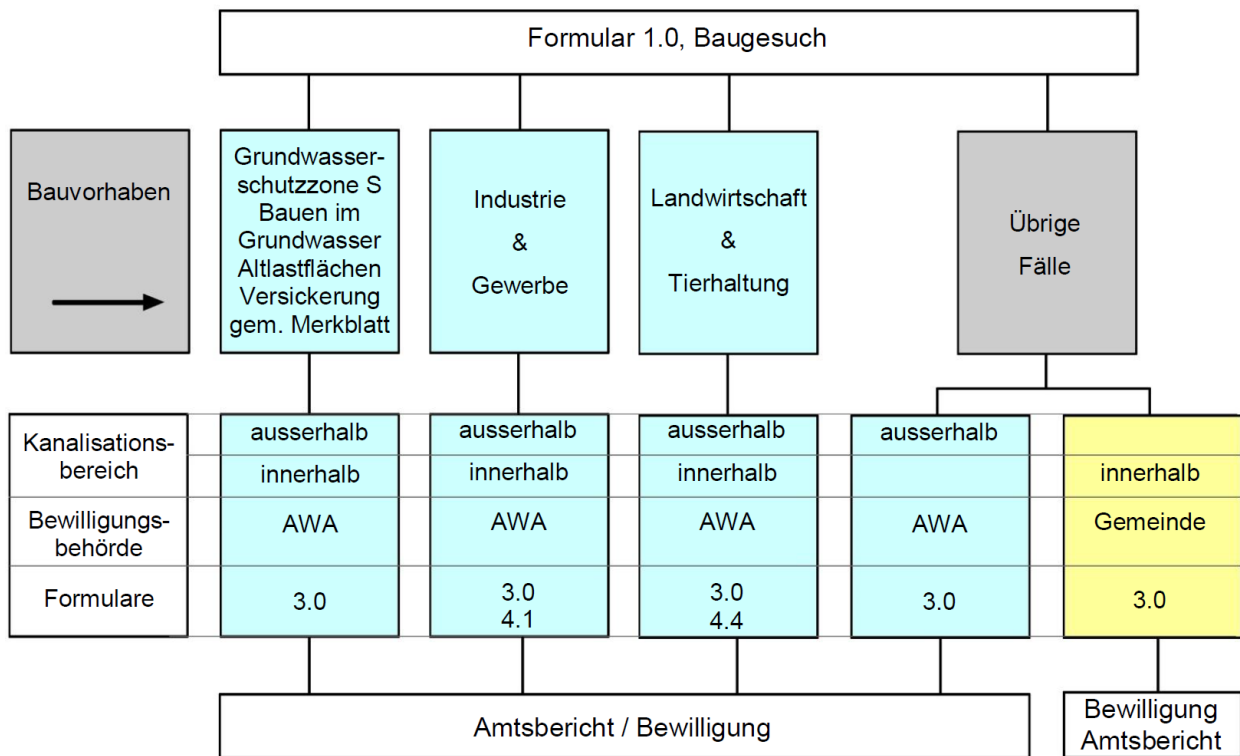 Formular 1.0, Baugesuch
Bauvorhaben
Grundwasser-
schutzzone S
Bauen im
Grundwasser
Altlastflächen
Versickerung
gem. Merkblatt
Industrie
&
Gewerbe
Landwirtschaft
&
Tierhaltung
Übrige
Fälle
Kanalisations-
bereich
ausserhalb
ausserhalb
ausserhalb
ausserhalb
innerhalb
innerhalb
innerhalb
innerhalb
Bewilligungs-
behörde
AWA
AWA
AWA
AWA
Gemeinde
Formulare
3.0
3.0
4.1
3.0
4.4
3.0
3.0
Amtsbericht / Bewilligung
Bewilligung
Amtsbericht